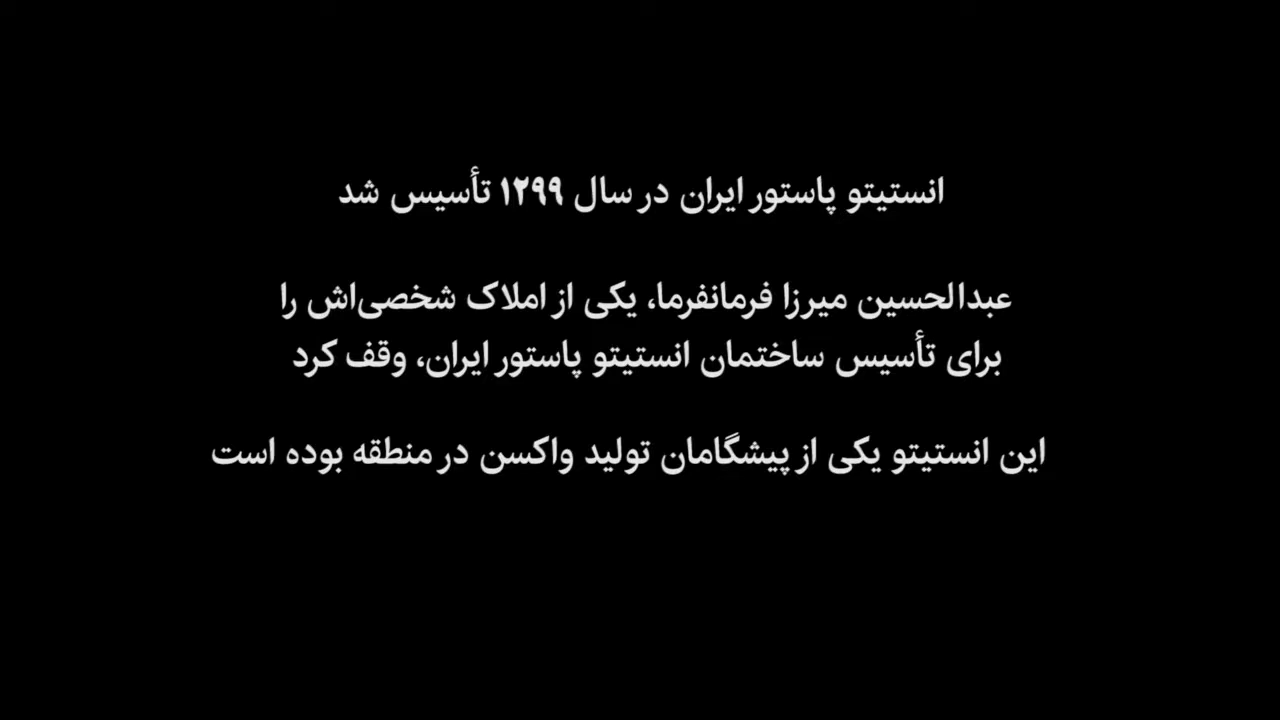 انستیتو پاستور ایران در سال ۱۲۹۹ تأسیس شد
عبدالحسین میرزا فرمانفرما، یکی از املاک شخصی‌اش را
برای تأسیس ساختمان انستیتو پاستور ایران، وقف کرد
این انستیتو یکی از پیشگامان تولید واکسن در منطقه بوده است